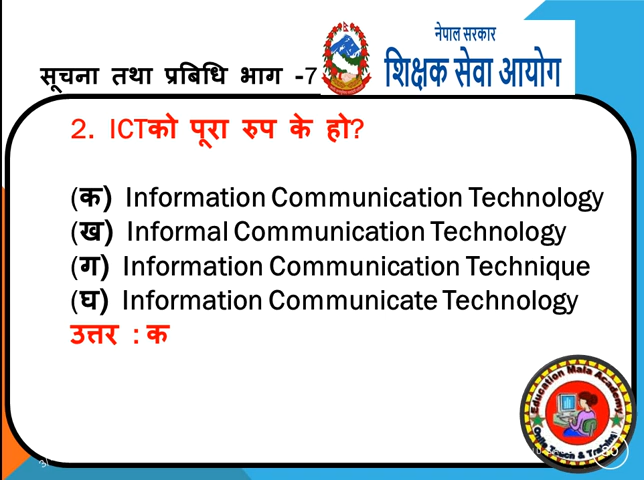 नेपाल सरकार
शिक्षक सेवा आयोग
सूचना तथा प्रबिधि भाग -7
2. ICTको पूरा रुप के हो?
(क) Information Communication Technology
(ख) Informal Communication Technology
(ग) Information Communication Technique
(घ) Information Communicate Technology
उत्तर : क
Education Mala Academy